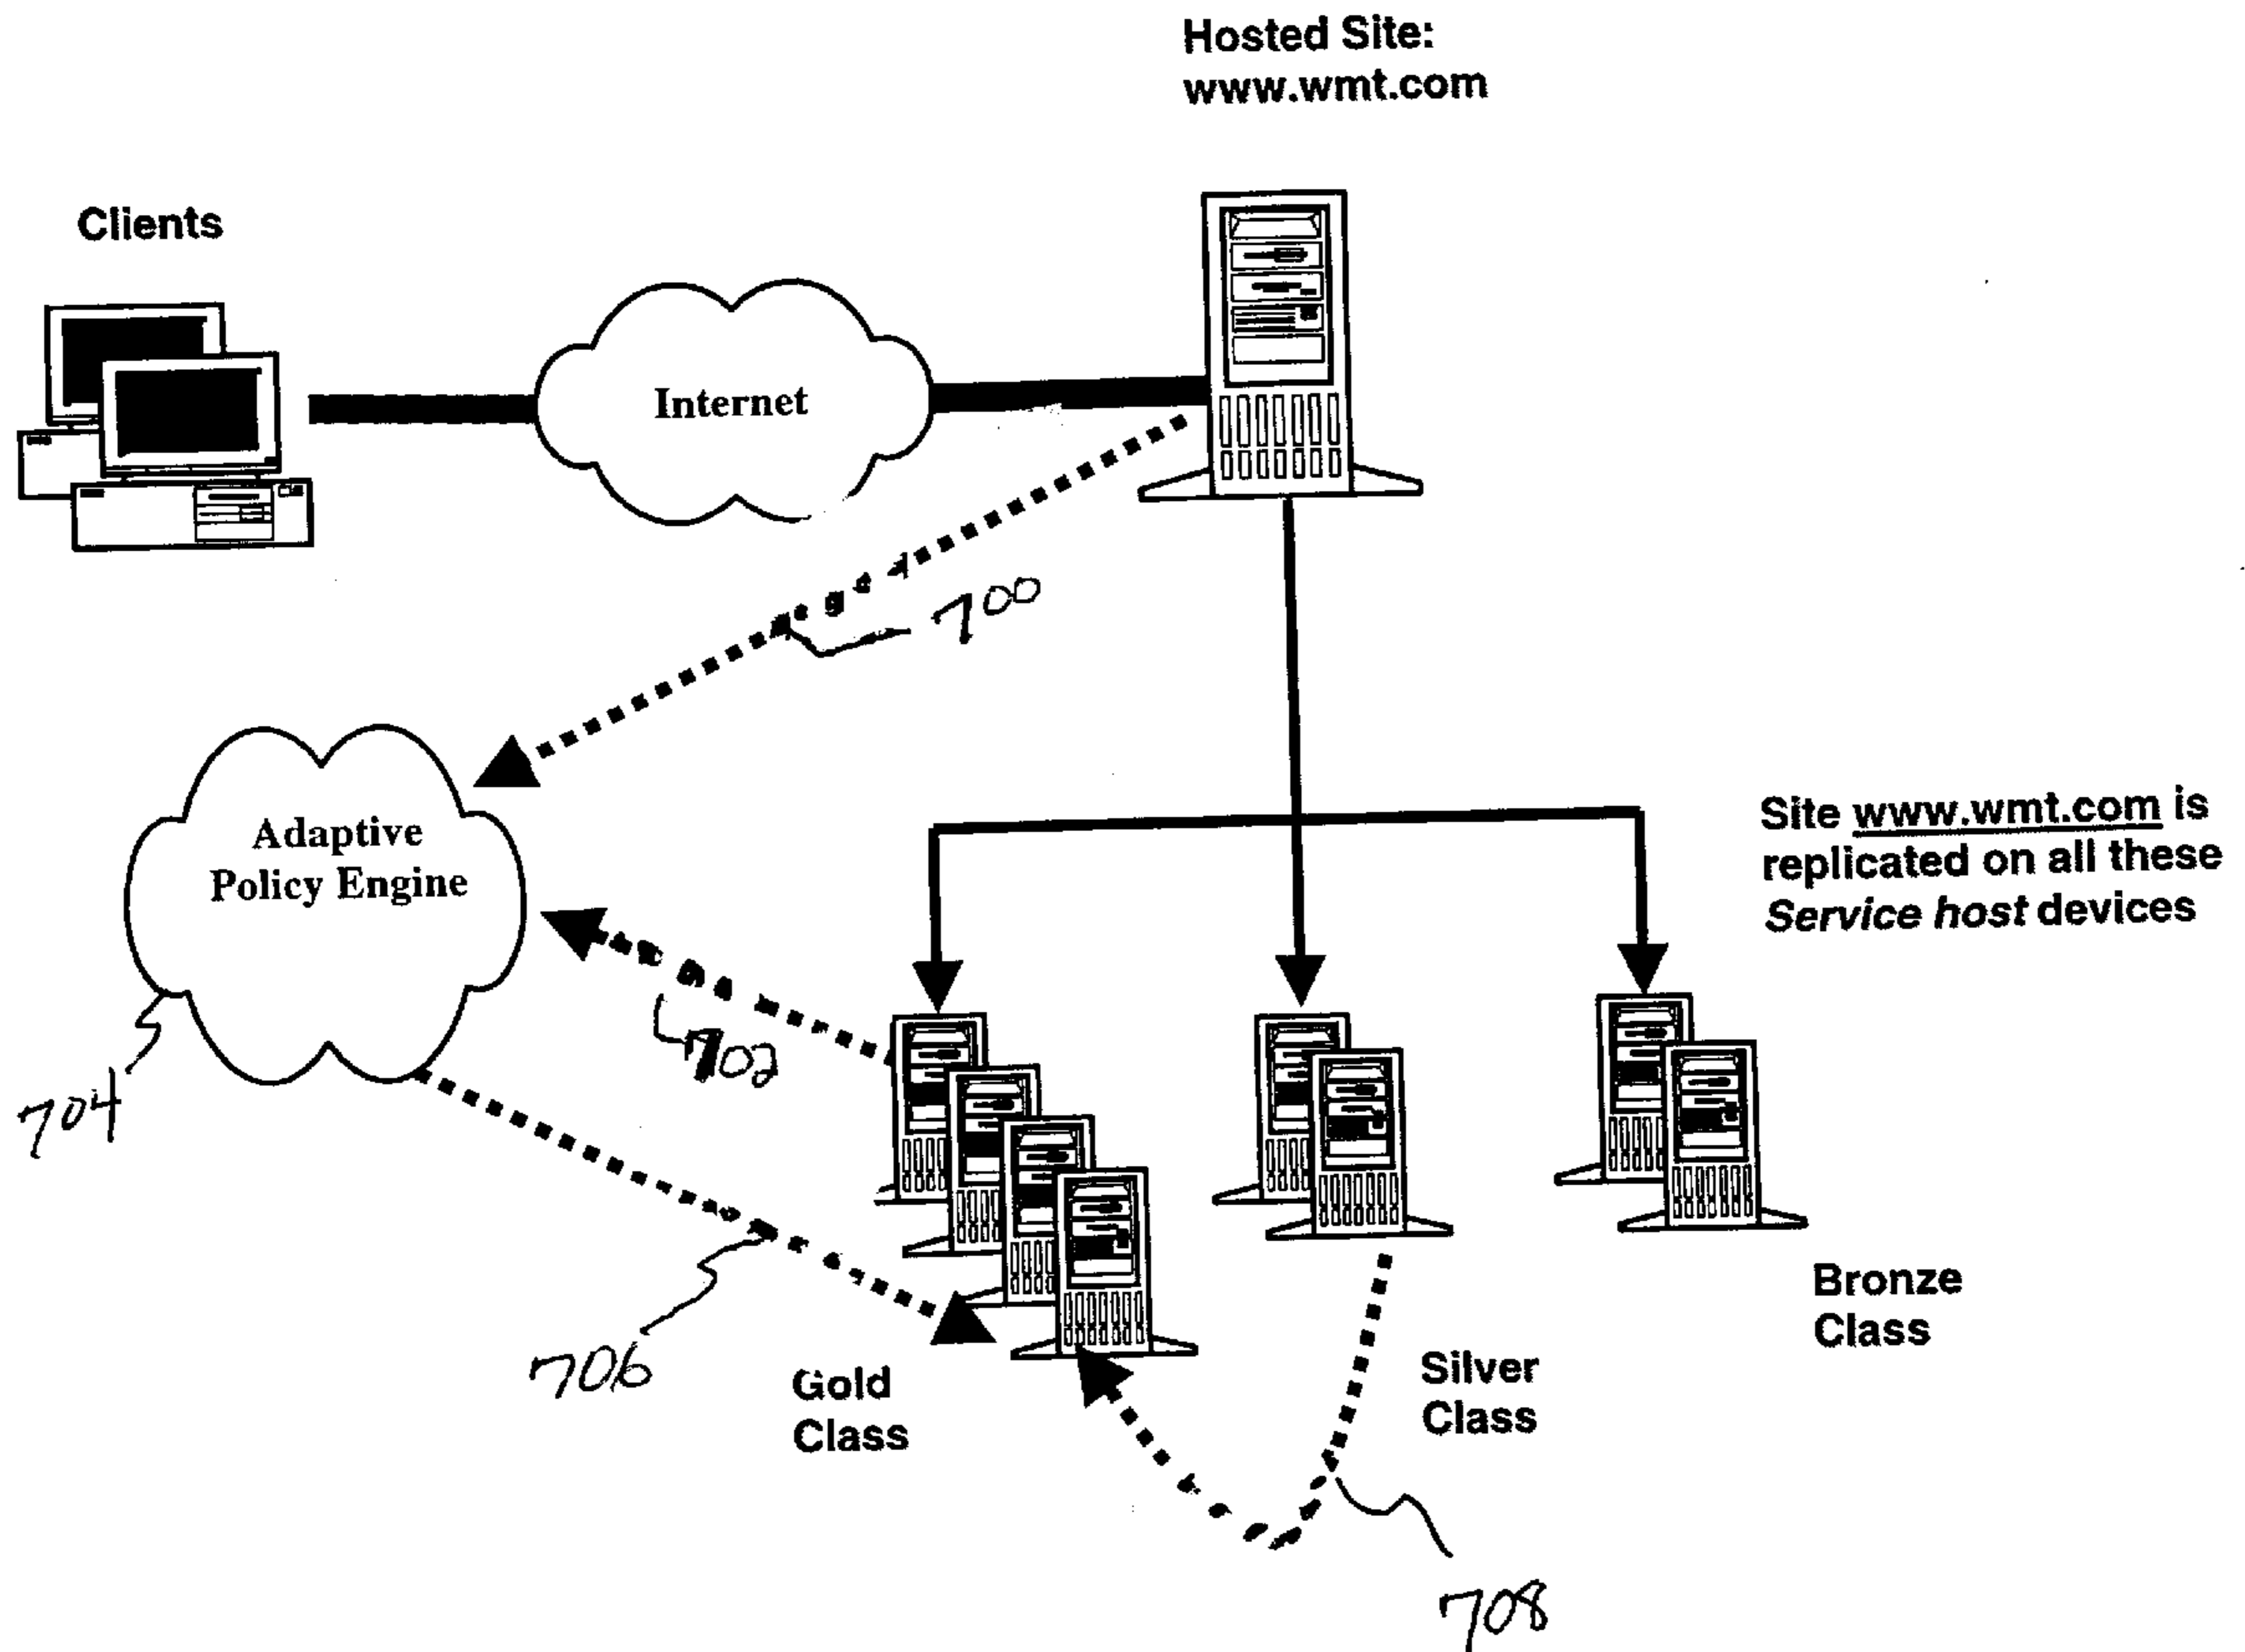 Hosted Site:
www.wmt.com
Clients
Internet
700
Adaptive
Policy Engine
Site www.wmt.com is
replicated on all these
Service host devices
702
704
706
Gold
Class
Silver
Class
Bronze
Class
708